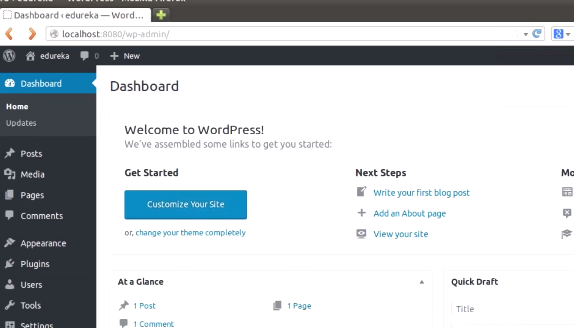 Dashboard ‹ edureka — Word...
localhost:8080/wp-admin/
edureka 0 + New
Dashboard
Home
Updates
Posts
Media
Pages
Comments
Appearance
Plugins
Users
Tools
Settings
Dashboard
Welcome to WordPress!
We've assembled some links to get you started:
Get Started
Customize Your Site
or, change your theme completely
Next Steps
Write your first blog post
Add an About page
View your site
At a Glance
1 Post
1 Page
1 Comment
Quick Draft
Title